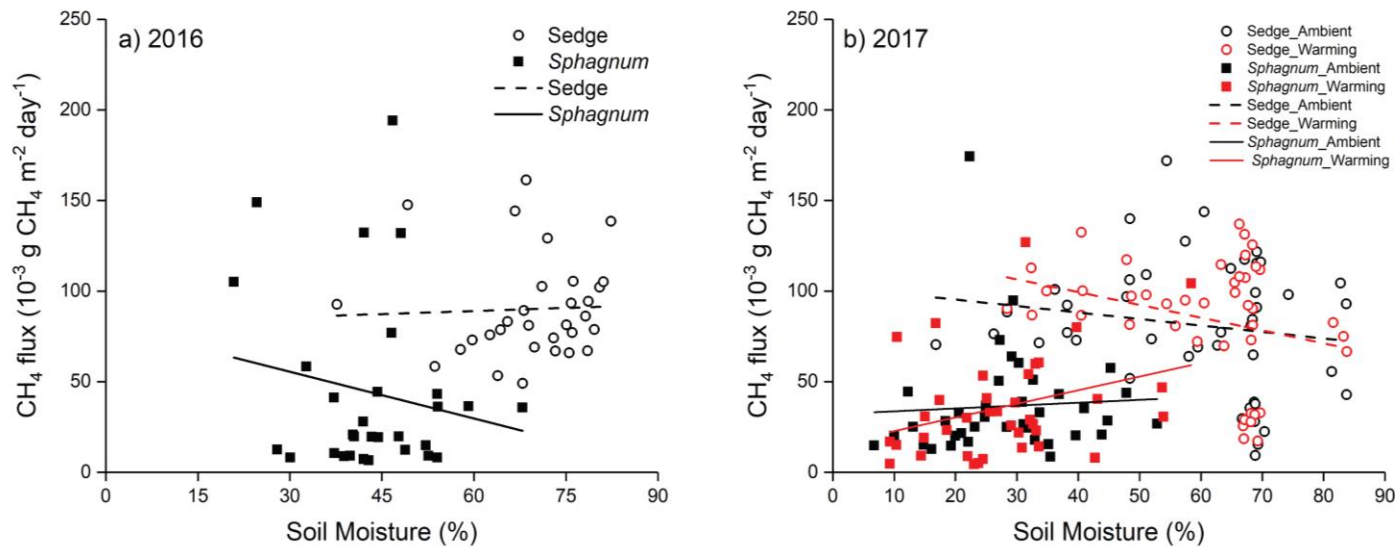 a) 2016
Sedge
Sphagnum
Sedge
Sphagnum
250
200
150
100
50
0
CH₄ flux (10⁻³ g CH₄ m⁻² day⁻¹)
0 15 30 45 60 75 90
Soil Moisture (%)
b) 2017
Sedge_Ambient
Sedge_Warming
Sphagnum_Ambient
Sphagnum_Warming
Sedge_Ambient
Sedge_Warming
Sphagnum_Ambient
Sphagnum_Warming
250
200
150
100
50
0
CH₄ flux (10⁻³ g CH₄ m⁻² day⁻¹)
0 10 20 30 40 50 60 70 80 90
Soil Moisture (%)